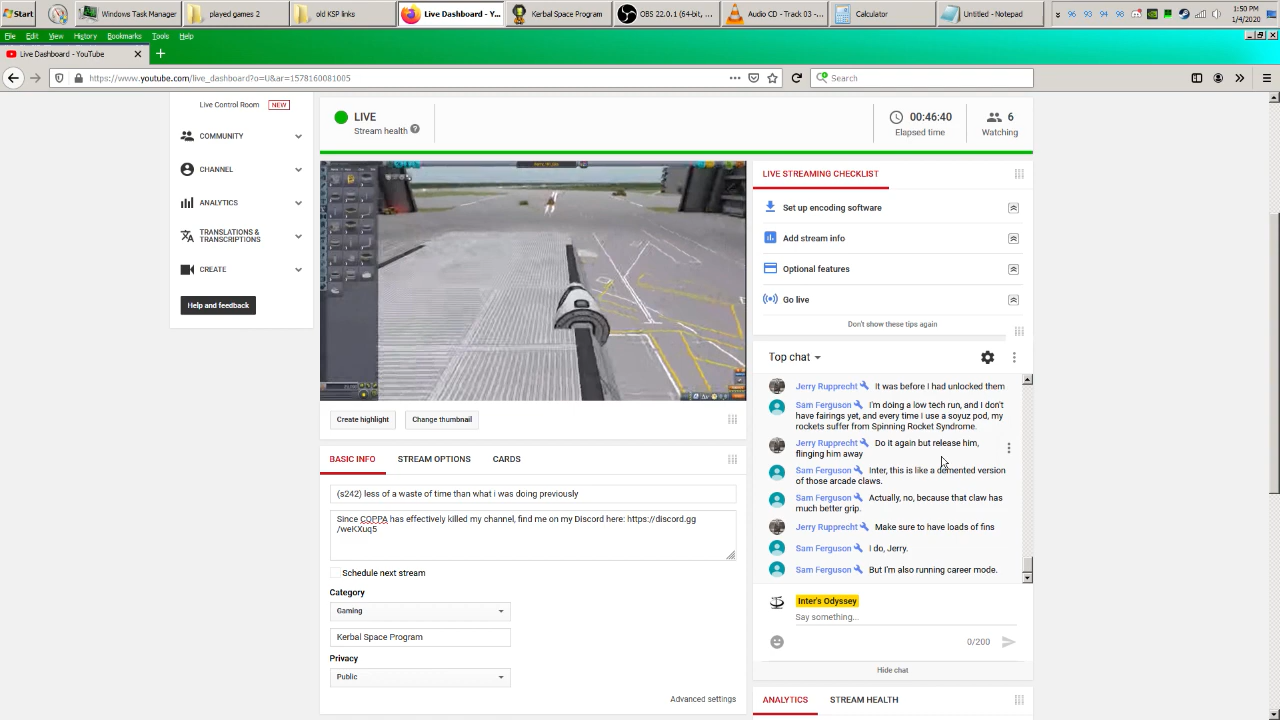 Start
Windows Task Manager
played games 2
old KSP links
Live Dashboard - Y...
Kerbal Space Program
OBS 22.0.1 (64-bit, ...
Audio CD - Track 03 -...
Calculator
Untitled - Notepad
96 93 94 98
1:50 PM
1/4/2020
File Edit View History Bookmarks Tools Help
Live Dashboard - YouTube
https://www.youtube.com/live_dashboard?o=U&ar=1578160081005
Search
Live Control Room NEW
COMMUNITY
CHANNEL
ANALYTICS
TRANSLATIONS &
TRANSCRIPTIONS
CREATE
Help and feedback
LIVE
Stream health ?
00:46:40
Elapsed time
6
Watching
LIVE STREAMING CHECKLIST
Set up encoding software
Add stream info
Optional features
Go live
Don't show these tips again
Create highlight
Change thumbnail
BASIC INFO STREAM OPTIONS CARDS
(s242) less of a waste of time than what i was doing previously
Since COPPA has effectively killed my channel, find me on my Discord here: https://discord.gg
/weKXuq5
Schedule next stream
Category
Gaming
Kerbal Space Program
Privacy
Public
Advanced settings
Top chat
Jerry Rupprecht It was before I had unlocked them
Sam Ferguson I'm doing a low tech run, and I don't
have fairings yet, and every time I use a soyuz pod, my
rockets suffer from Spinning Rocket Syndrome.
Jerry Rupprecht Do it again but release him,
flinging him away
Sam Ferguson Inter, this is like a demented version
of those arcade claws.
Sam Ferguson Actually, no, because that claw has
much better grip.
Jerry Rupprecht Make sure to have loads of fins
Sam Ferguson I do, Jerry.
Sam Ferguson But I'm also running career mode.
Inter's Odyssey
Say something...
0/200
Hide chat
ANALYTICS STREAM HEALTH